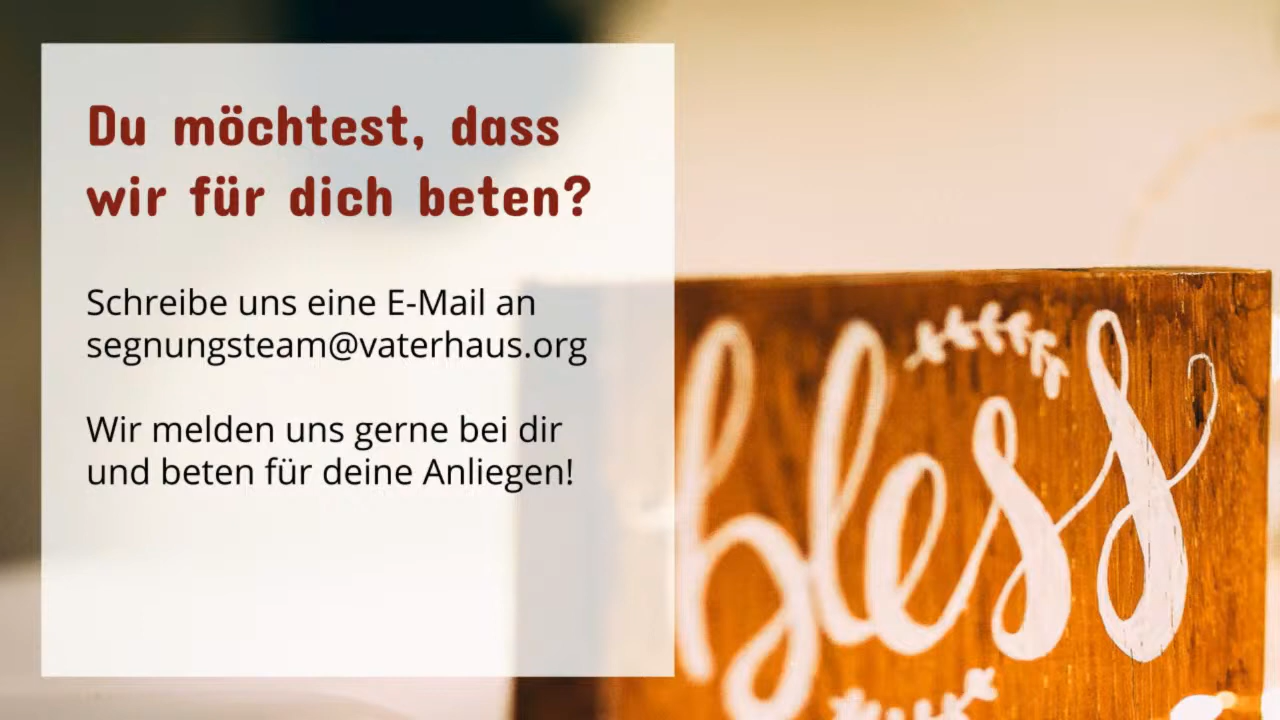 Du möchtest, dass
wir für dich beten?
Schreibe uns eine E-Mail an
segnungsteam@vaterhaus.org
Wir melden uns gerne bei dir
und beten für deine Anliegen!
bless